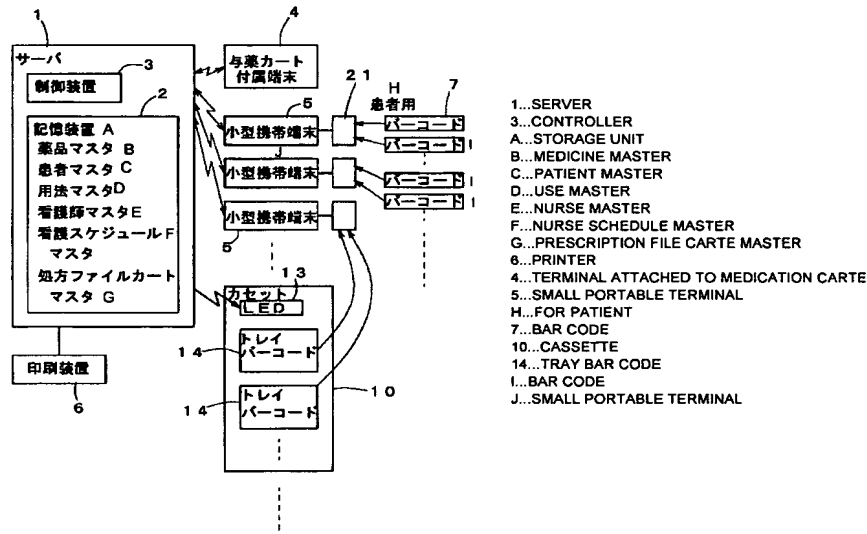 1
サーバ
3
制御装置
2
記憶装置 A
薬品マスタ B
患者マスタ C
用法マスタD
看護師マスタE
看護スケジュールF
マスタ
処方ファイルカート
マスタ G
印刷装置
6
4
与薬カート
付属端末
5
小型携帯端末
J
小型携帯端末
小型携帯端末
5
21
H
患者用
7
バーコード
バーコード I
バーコード I
バーコード I
カセット
13
LED
14
トレイ
バーコード
14
トレイ
バーコード
10
1...SERVER
3...CONTROLLER
A...STORAGE UNIT
B...MEDICINE MASTER
C...PATIENT MASTER
D...USE MASTER
E...NURSE MASTER
F...NURSE SCHEDULE MASTER
G...PRESCRIPTION FILE CARTE MASTER
6...PRINTER
4...TERMINAL ATTACHED TO MEDICATION CARTE
5...SMALL PORTABLE TERMINAL
H...FOR PATIENT
7...BAR CODE
10...CASSETTE
14...TRAY BAR CODE
I...BAR CODE
J...SMALL PORTABLE TERMINAL